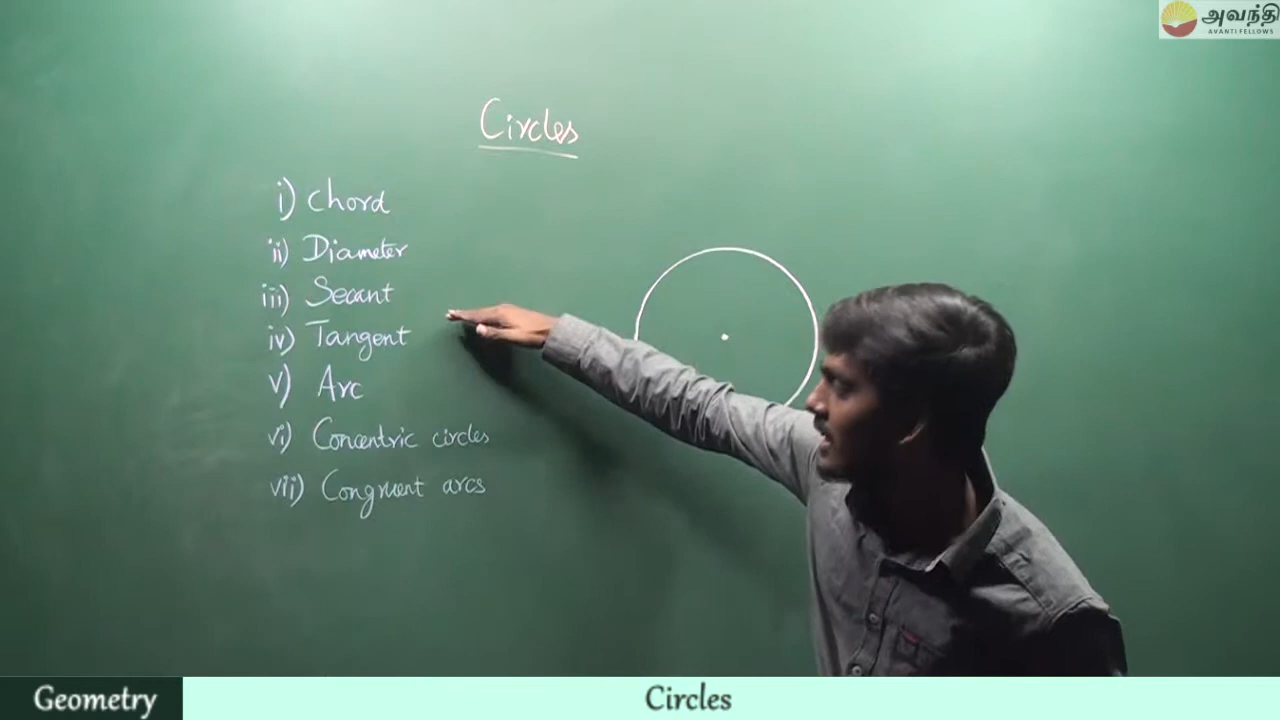 அவந்தி
AVANTI FELLOWS
Circles
i) Chord
ii) Diameter
iii) Secant
iv) Tangent
v) Arc
vi) Concentric circles
vii) Congruent arcs
Geometry
Circles